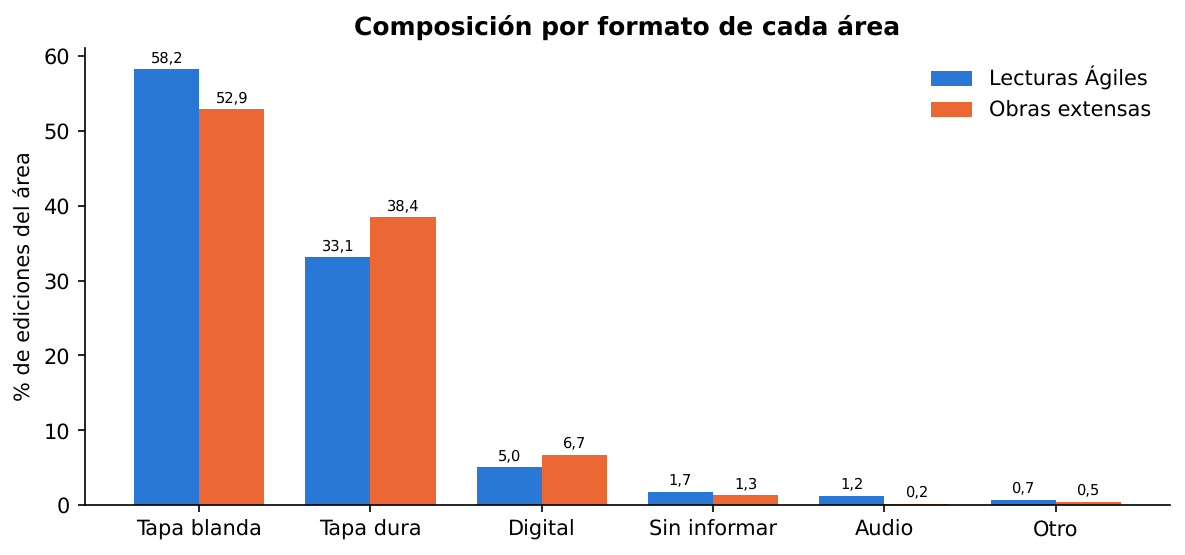 Composición por formato de cada área
Lecturas Ágiles
Obras extensas
% de ediciones del área
60
50
40
30
20
10
0
58,2
52,9
33,1
38,4
5,0
6,7
1,7
1,3
1,2
0,2
0,7
0,5
Tapa blanda
Tapa dura
Digital
Sin informar
Audio
Otro